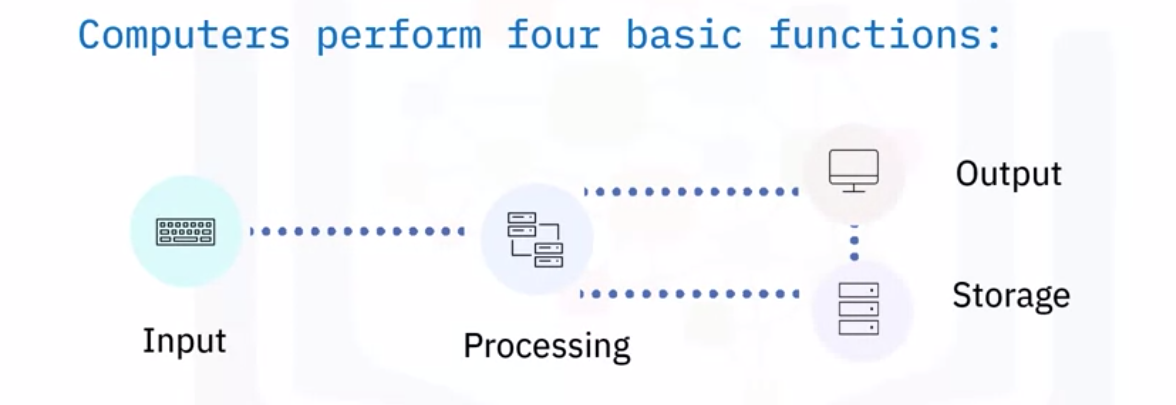 Computers perform four basic functions:
Output
Storage
Input
Processing